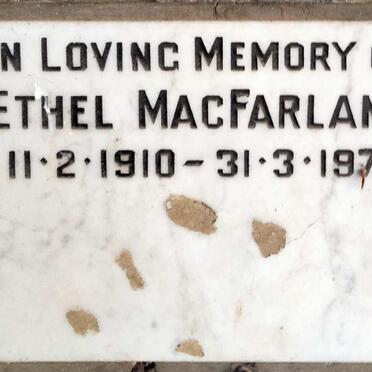 N LOVING MEMORY
ETHEL MACFARLAN
11·2·1910–31·3·197